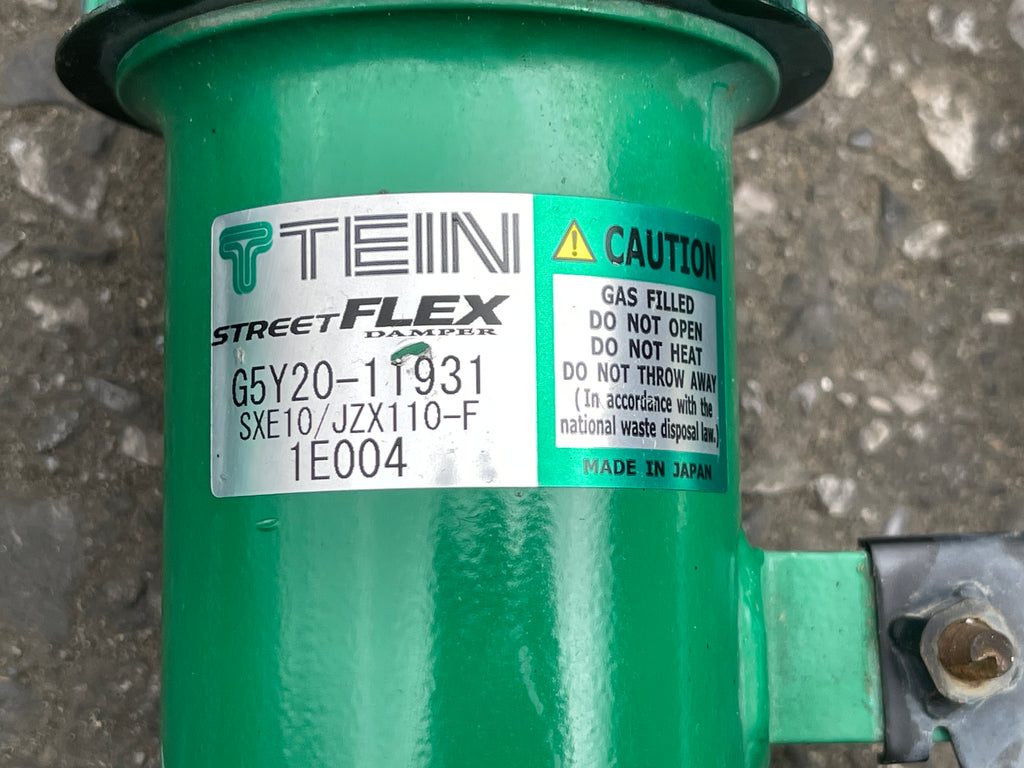 TEIN
STREET FLEX
DAMPER
G5Y20-11931
SXE10/JZX110-F
1E004
CAUTION
GAS FILLED
DO NOT OPEN
DO NOT HEAT
DO NOT THROW AWAY
(In accordance with the
national waste disposal law.)
MADE IN JAPAN